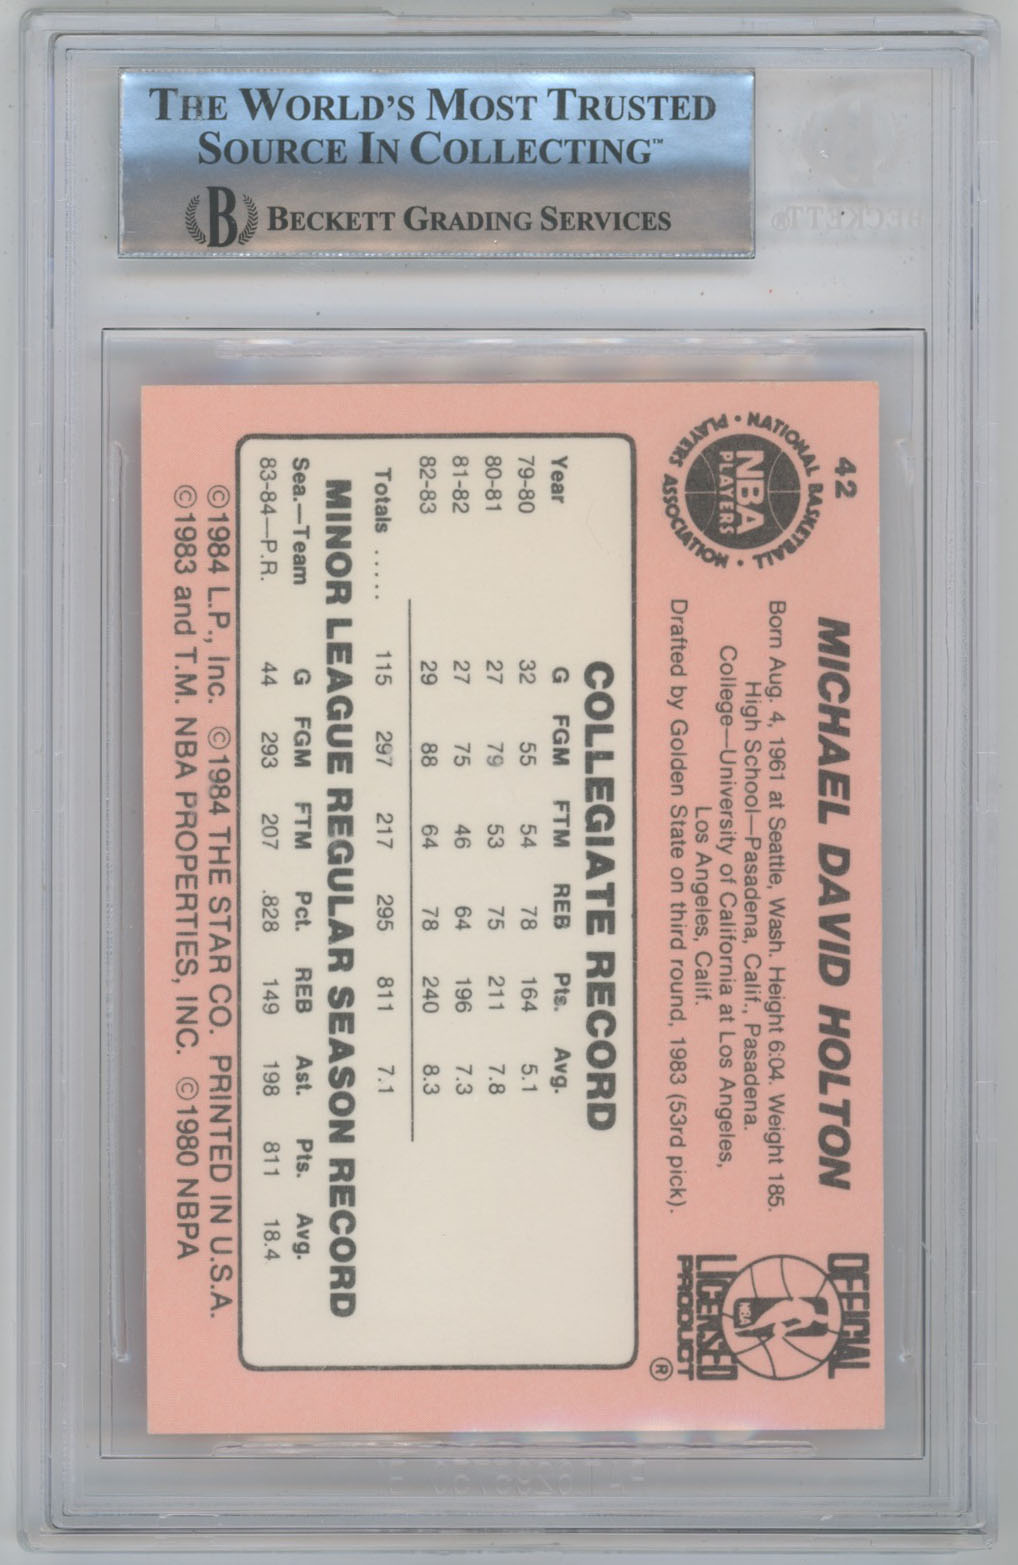 THE WORLD'S MOST TRUSTED
SOURCE IN COLLECTING™
B BECKETT GRADING SERVICES
BECKETT®
42
MICHAEL DAVID HOLTON
NATIONAL BASKETBALL PLAYERS ASSOCIATION
NBA
PLAYERS
Born Aug. 4, 1961 at Seattle, Wash. Height 6:04. Weight 185.
High School—Pasadena, Calif., Pasadena.
College—University of California at Los Angeles,
Los Angeles, Calif.
Drafted by Golden State on third round, 1983 (53rd pick).
OFFICIAL
NBA
LICENSED
PRODUCT
®
COLLEGIATE RECORD
Year G FGM FTM REB Pts. Avg.
79-80 32 55 54 78 164 5.1
80-81 27 79 53 75 211 7.8
81-82 27 75 46 64 196 7.3
82-83 29 88 64 78 240 8.3
Totals ..... 115 297 217 295 811 7.1
MINOR LEAGUE REGULAR SEASON RECORD
Sea.—Team G FGM FTM Pct. REB Ast. Pts. Avg.
83-84—P.R. 44 293 207 .828 149 198 811 18.4
©1984 L.P., Inc. ©1984 THE STAR CO. PRINTED IN U.S.A.
©1983 and T.M. NBA PROPERTIES, INC. ©1980 NBPA